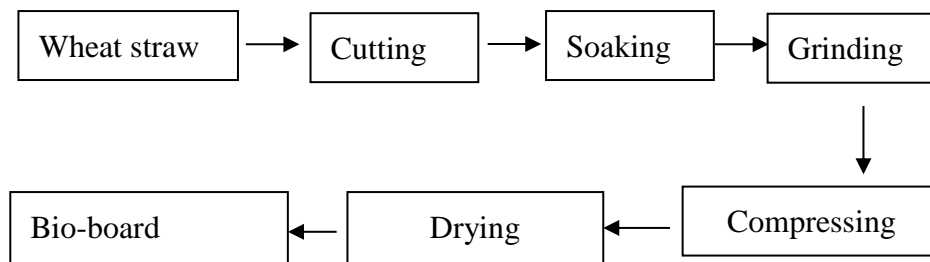 Wheat straw
Cutting
Soaking
Grinding
Compressing
Drying
Bio-board